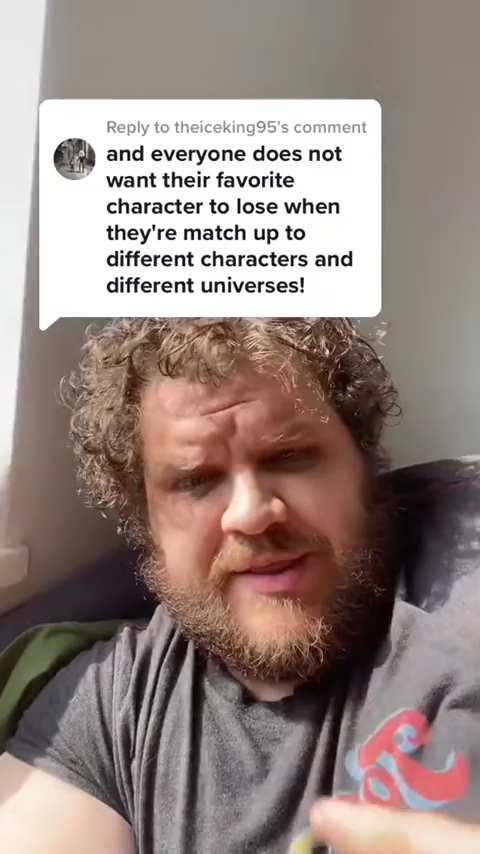 Reply to theiceking95's comment
and everyone does not
want their favorite
character to lose when
they're match up to
different characters and
different universes!